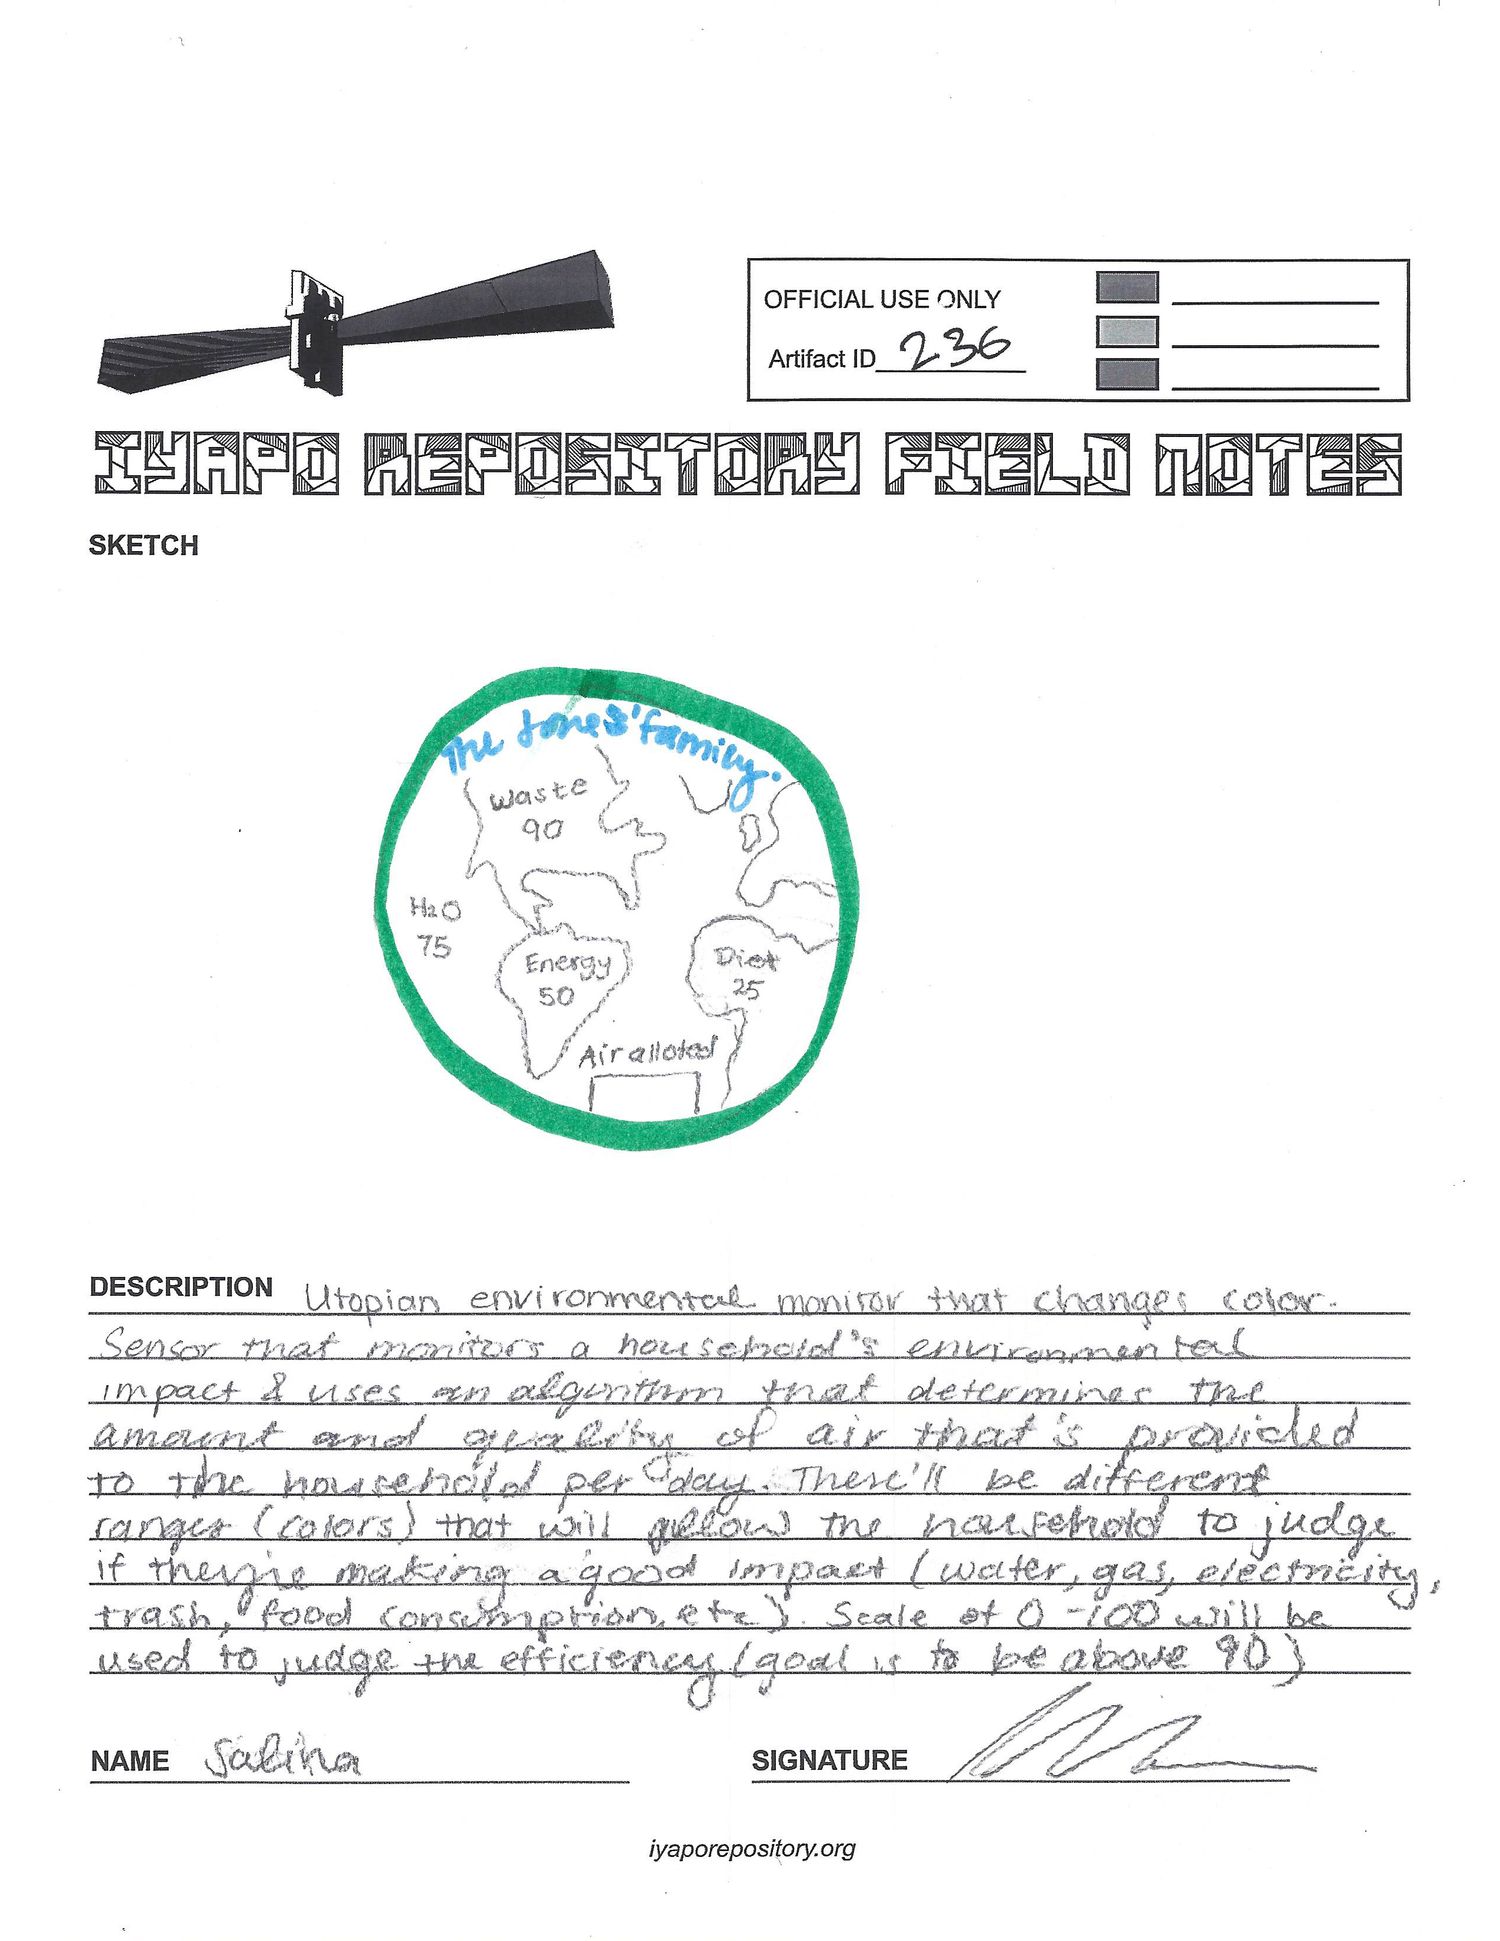 OFFICIAL USE ONLY
Artifact ID 236
IYAPO REPOSITORY FIELD NOTES
SKETCH
The Jones' family.
Waste
90
H2O
75
Energy
50
Diet
25
Air alloted
DESCRIPTION Utopian environmental monitor that changes color.
Sensor that monitors a household's environmental
impact & uses an algorithm that determines the
amount and quality of air that's provided
to the household per day. There'll be different
ranges (colors) that will allow the household to judge
if they're making a good impact (water, gas, electricity,
trash, food consumption, etc). Scale of 0-100 will be
used to judge the efficiency (goal is to be above 90)
NAME Salina
SIGNATURE
iyaporepository.org